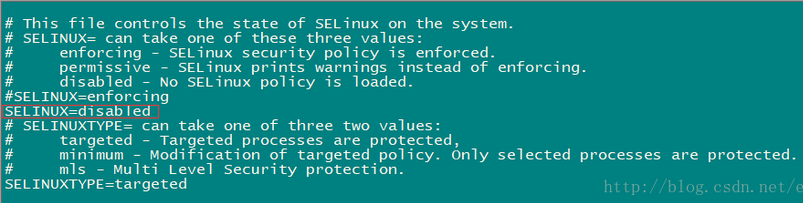 # This file controls the state of SELinux on the system.
# SELINUX= can take one of these three values:
#     enforcing - SELinux security policy is enforced.
#     permissive - SELinux prints warnings instead of enforcing.
#     disabled - No SELinux policy is loaded.
#SELINUX=enforcing
SELINUX=disabled
# SELINUXTYPE= can take one of three two values:
#     targeted - Targeted processes are protected,
#     minimum - Modification of targeted policy. Only selected processes are protected.
#     mls - Multi Level Security protection.
SELINUXTYPE=targeted
http://blog.csdn.net/e